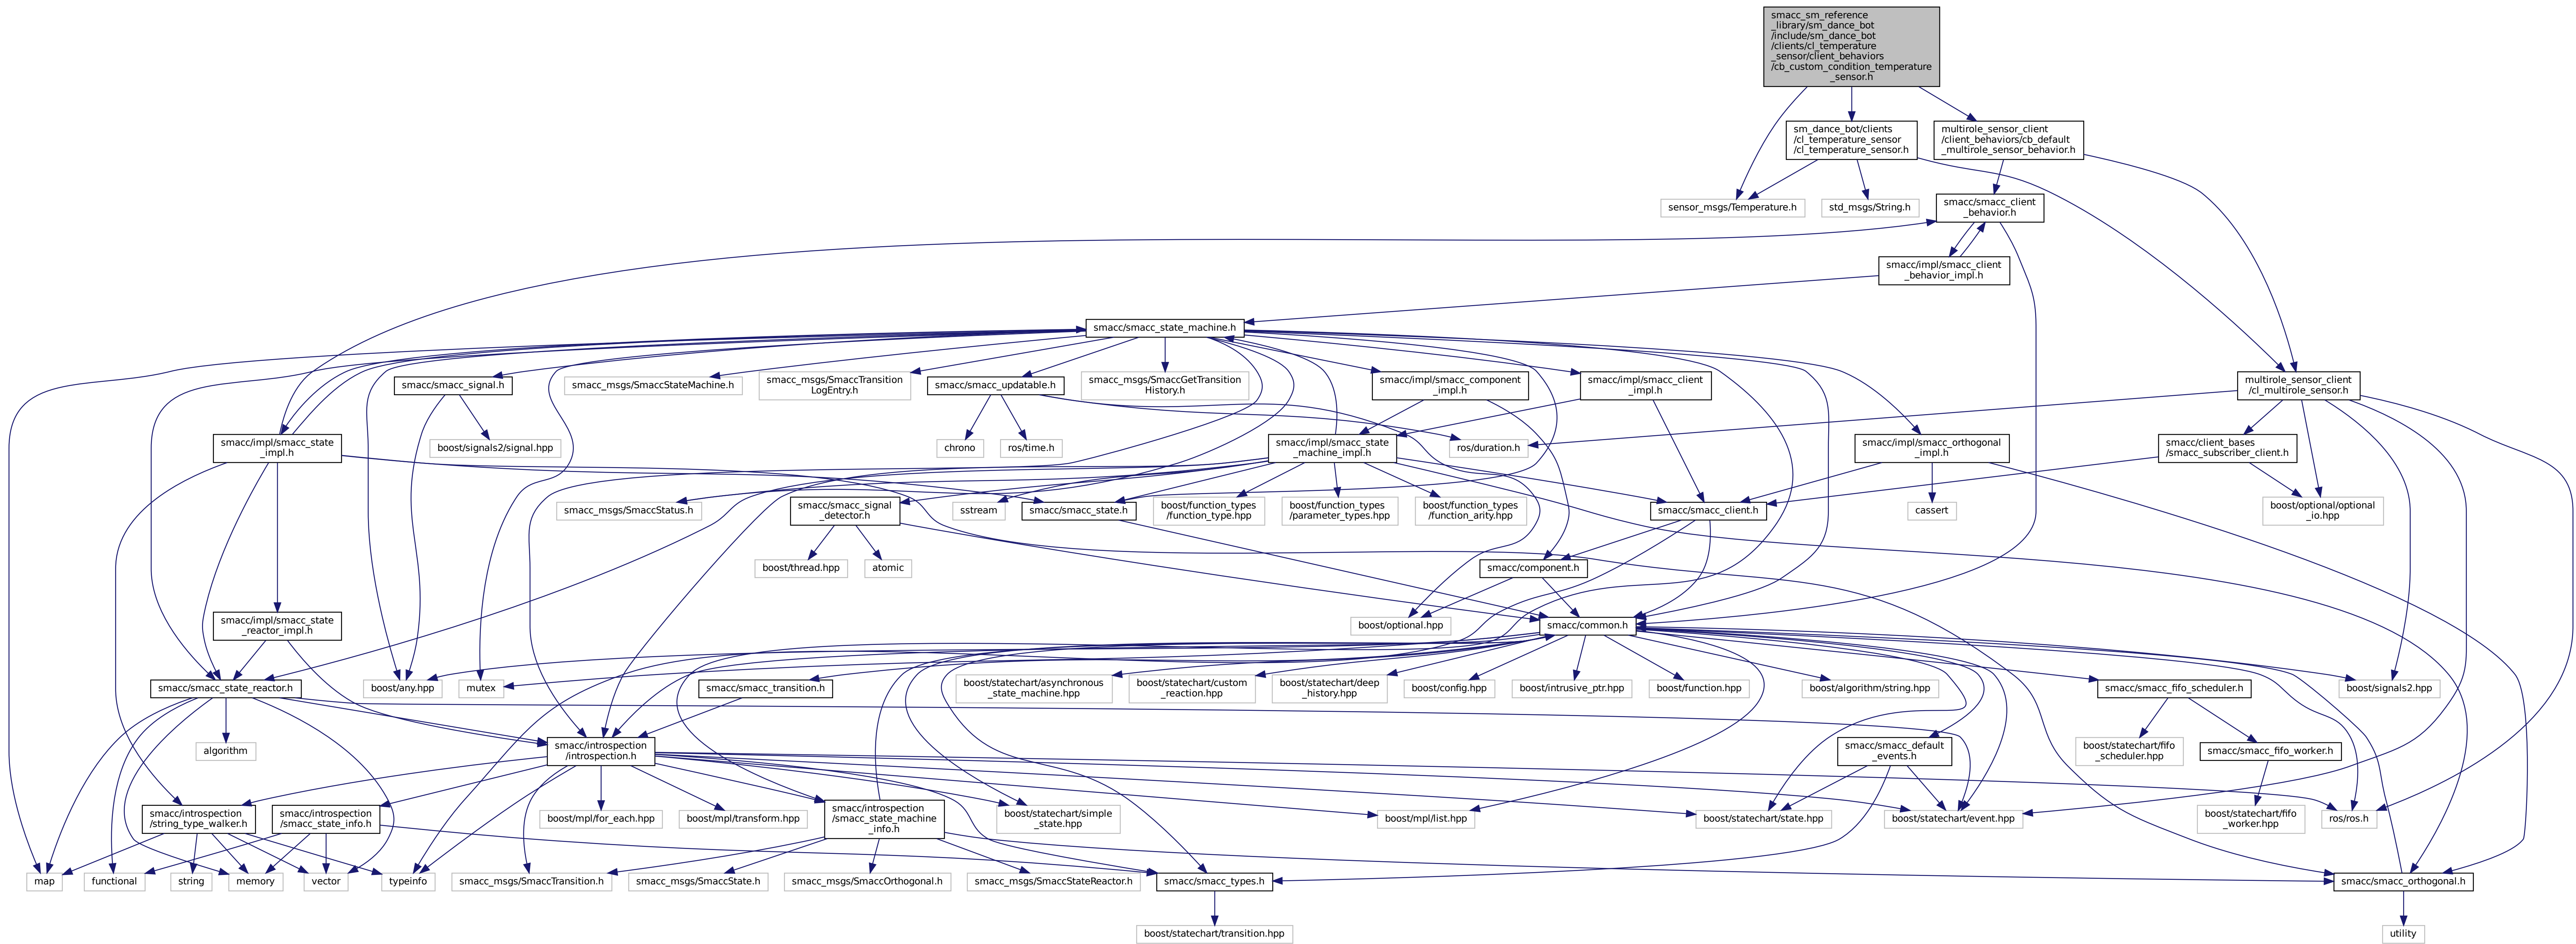 smacc_sm_reference
_library/sm_dance_bot
/include/sm_dance_bot
/clients/cl_temperature
_sensor/client_behaviors
/cb_custom_condition_temperature
_sensor.h
sm_dance_bot/clients
/cl_temperature_sensor
/cl_temperature_sensor.h
multirole_sensor_client
/client_behaviors/cb_default
_multirole_sensor_behavior.h
sensor_msgs/Temperature.h
std_msgs/String.h
smacc/smacc_client
_behavior.h
smacc/impl/smacc_client
_behavior_impl.h
smacc/smacc_state_machine.h
smacc/smacc_signal.h
smacc_msgs/SmaccStateMachine.h
smacc_msgs/SmaccTransition
LogEntry.h
smacc/smacc_updatable.h
smacc_msgs/SmaccGetTransition
History.h
smacc/impl/smacc_component
_impl.h
smacc/impl/smacc_client
_impl.h
multirole_sensor_client
/cl_multirole_sensor.h
smacc/impl/smacc_state
_impl.h
boost/signals2/signal.hpp
chrono
ros/time.h
smacc/impl/smacc_state
_machine_impl.h
ros/duration.h
smacc/impl/smacc_orthogonal
_impl.h
smacc/client_bases
/smacc_subscriber_client.h
smacc_msgs/SmaccStatus.h
smacc/smacc_signal
_detector.h
sstream
smacc/smacc_state.h
boost/function_types
/function_type.hpp
boost/function_types
/parameter_types.hpp
boost/function_types
/function_arity.hpp
smacc/smacc_client.h
cassert
boost/optional/optional
_io.hpp
boost/thread.hpp
atomic
smacc/component.h
smacc/impl/smacc_state
_reactor_impl.h
boost/optional.hpp
smacc/common.h
smacc/smacc_state_reactor.h
boost/any.hpp
mutex
smacc/smacc_transition.h
boost/statechart/asynchronous
_state_machine.hpp
boost/statechart/custom
_reaction.hpp
boost/statechart/deep
_history.hpp
boost/config.hpp
boost/intrusive_ptr.hpp
boost/function.hpp
boost/algorithm/string.hpp
smacc/smacc_fifo_scheduler.h
boost/signals2.hpp
algorithm
smacc/introspection
/introspection.h
smacc/smacc_default
_events.h
boost/statechart/fifo
_scheduler.hpp
smacc/smacc_fifo_worker.h
smacc/introspection
/string_type_walker.h
smacc/introspection
/smacc_state_info.h
boost/mpl/for_each.hpp
boost/mpl/transform.hpp
smacc/introspection
/smacc_state_machine
_info.h
boost/statechart/simple
_state.hpp
boost/mpl/list.hpp
boost/statechart/state.hpp
boost/statechart/event.hpp
boost/statechart/fifo
_worker.hpp
ros/ros.h
map
functional
string
memory
vector
typeinfo
smacc_msgs/SmaccTransition.h
smacc_msgs/SmaccState.h
smacc_msgs/SmaccOrthogonal.h
smacc_msgs/SmaccStateReactor.h
smacc/smacc_types.h
smacc/smacc_orthogonal.h
boost/statechart/transition.hpp
utility